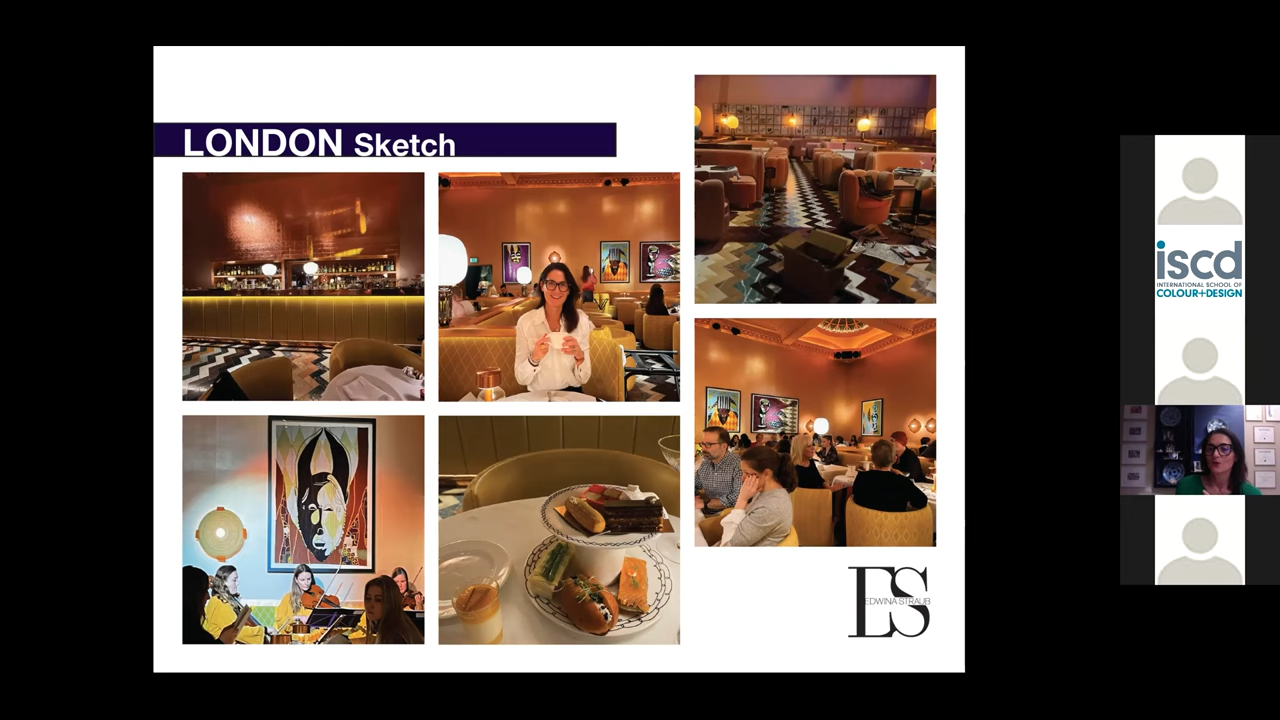 LONDON Sketch
ES
EDWINA STRAUB
iscd
INTERNATIONAL SCHOOL OF
COLOUR+DESIGN